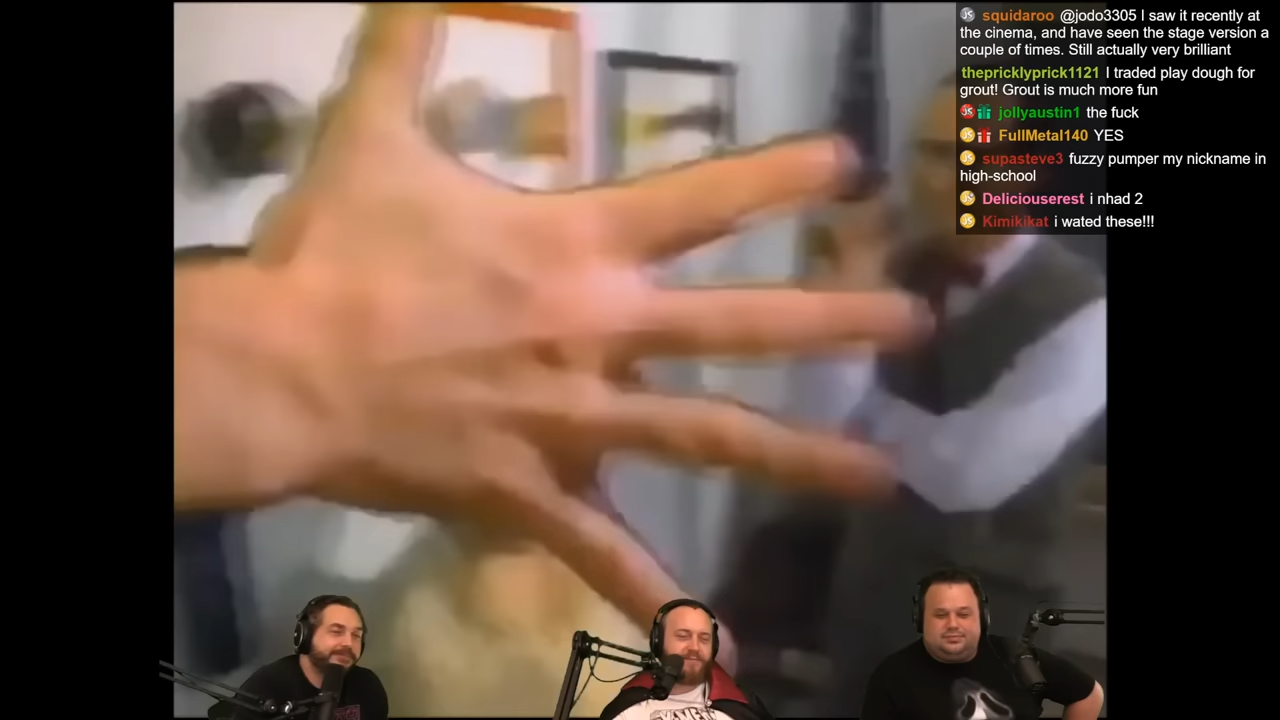 squidaroo @jodo3305 I saw it recently at
the cinema, and have seen the stage version a
couple of times. Still actually very brilliant
thepricklyprick1121 I traded play dough for
grout! Grout is much more fun
jollyaustin1 the fuck
FullMetal140 YES
supasteve3 fuzzy pumper my nickname in
high-school
Deliciouserest i nhad 2
Kimikikat i wated these!!!